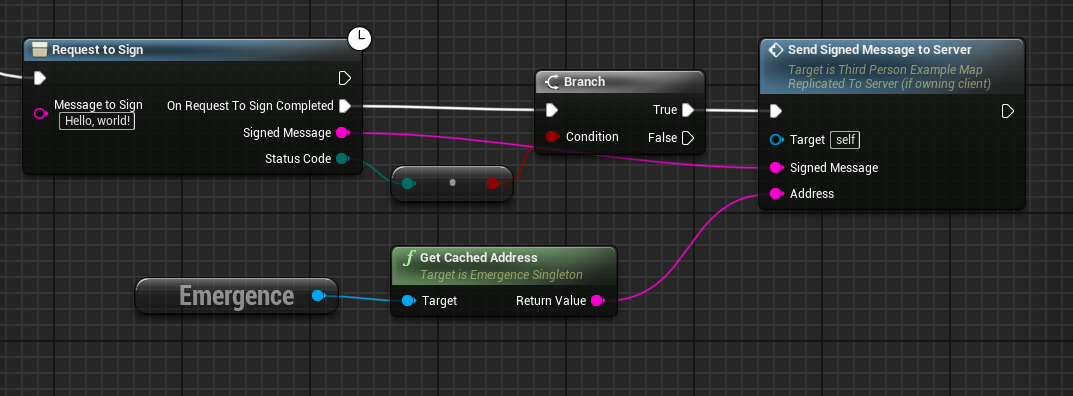 Request to Sign
Message to Sign
Hello, world!
On Request To Sign Completed
Signed Message
Status Code
Branch
True
Condition
False
Send Signed Message to Server
Target is Third Person Example Map
Replicated To Server (if owning client)
Target
self
Signed Message
Address
f Get Cached Address
Target is Emergence Singleton
Target
Return Value
Emergence